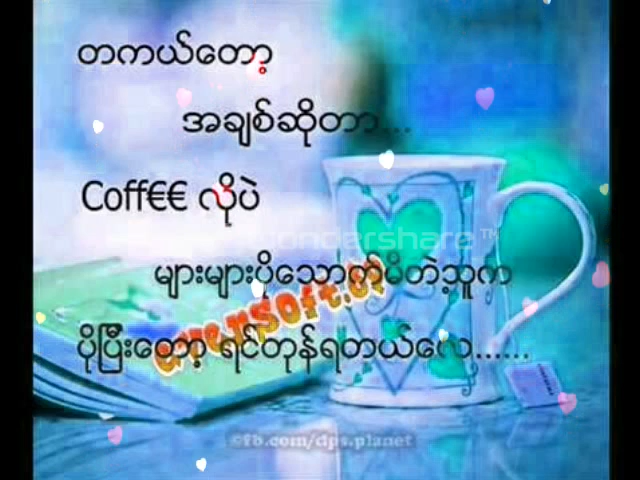 တကယ်တော့
အချစ်ဆိုတာ...
Coff€€ လိုပဲ
wondershare™
များများပိုသောက်မိတဲ့သူက
ပိုပြီးတော့ ရင်တုန်ရတယ်လေ......
©fb.com/dps.planet